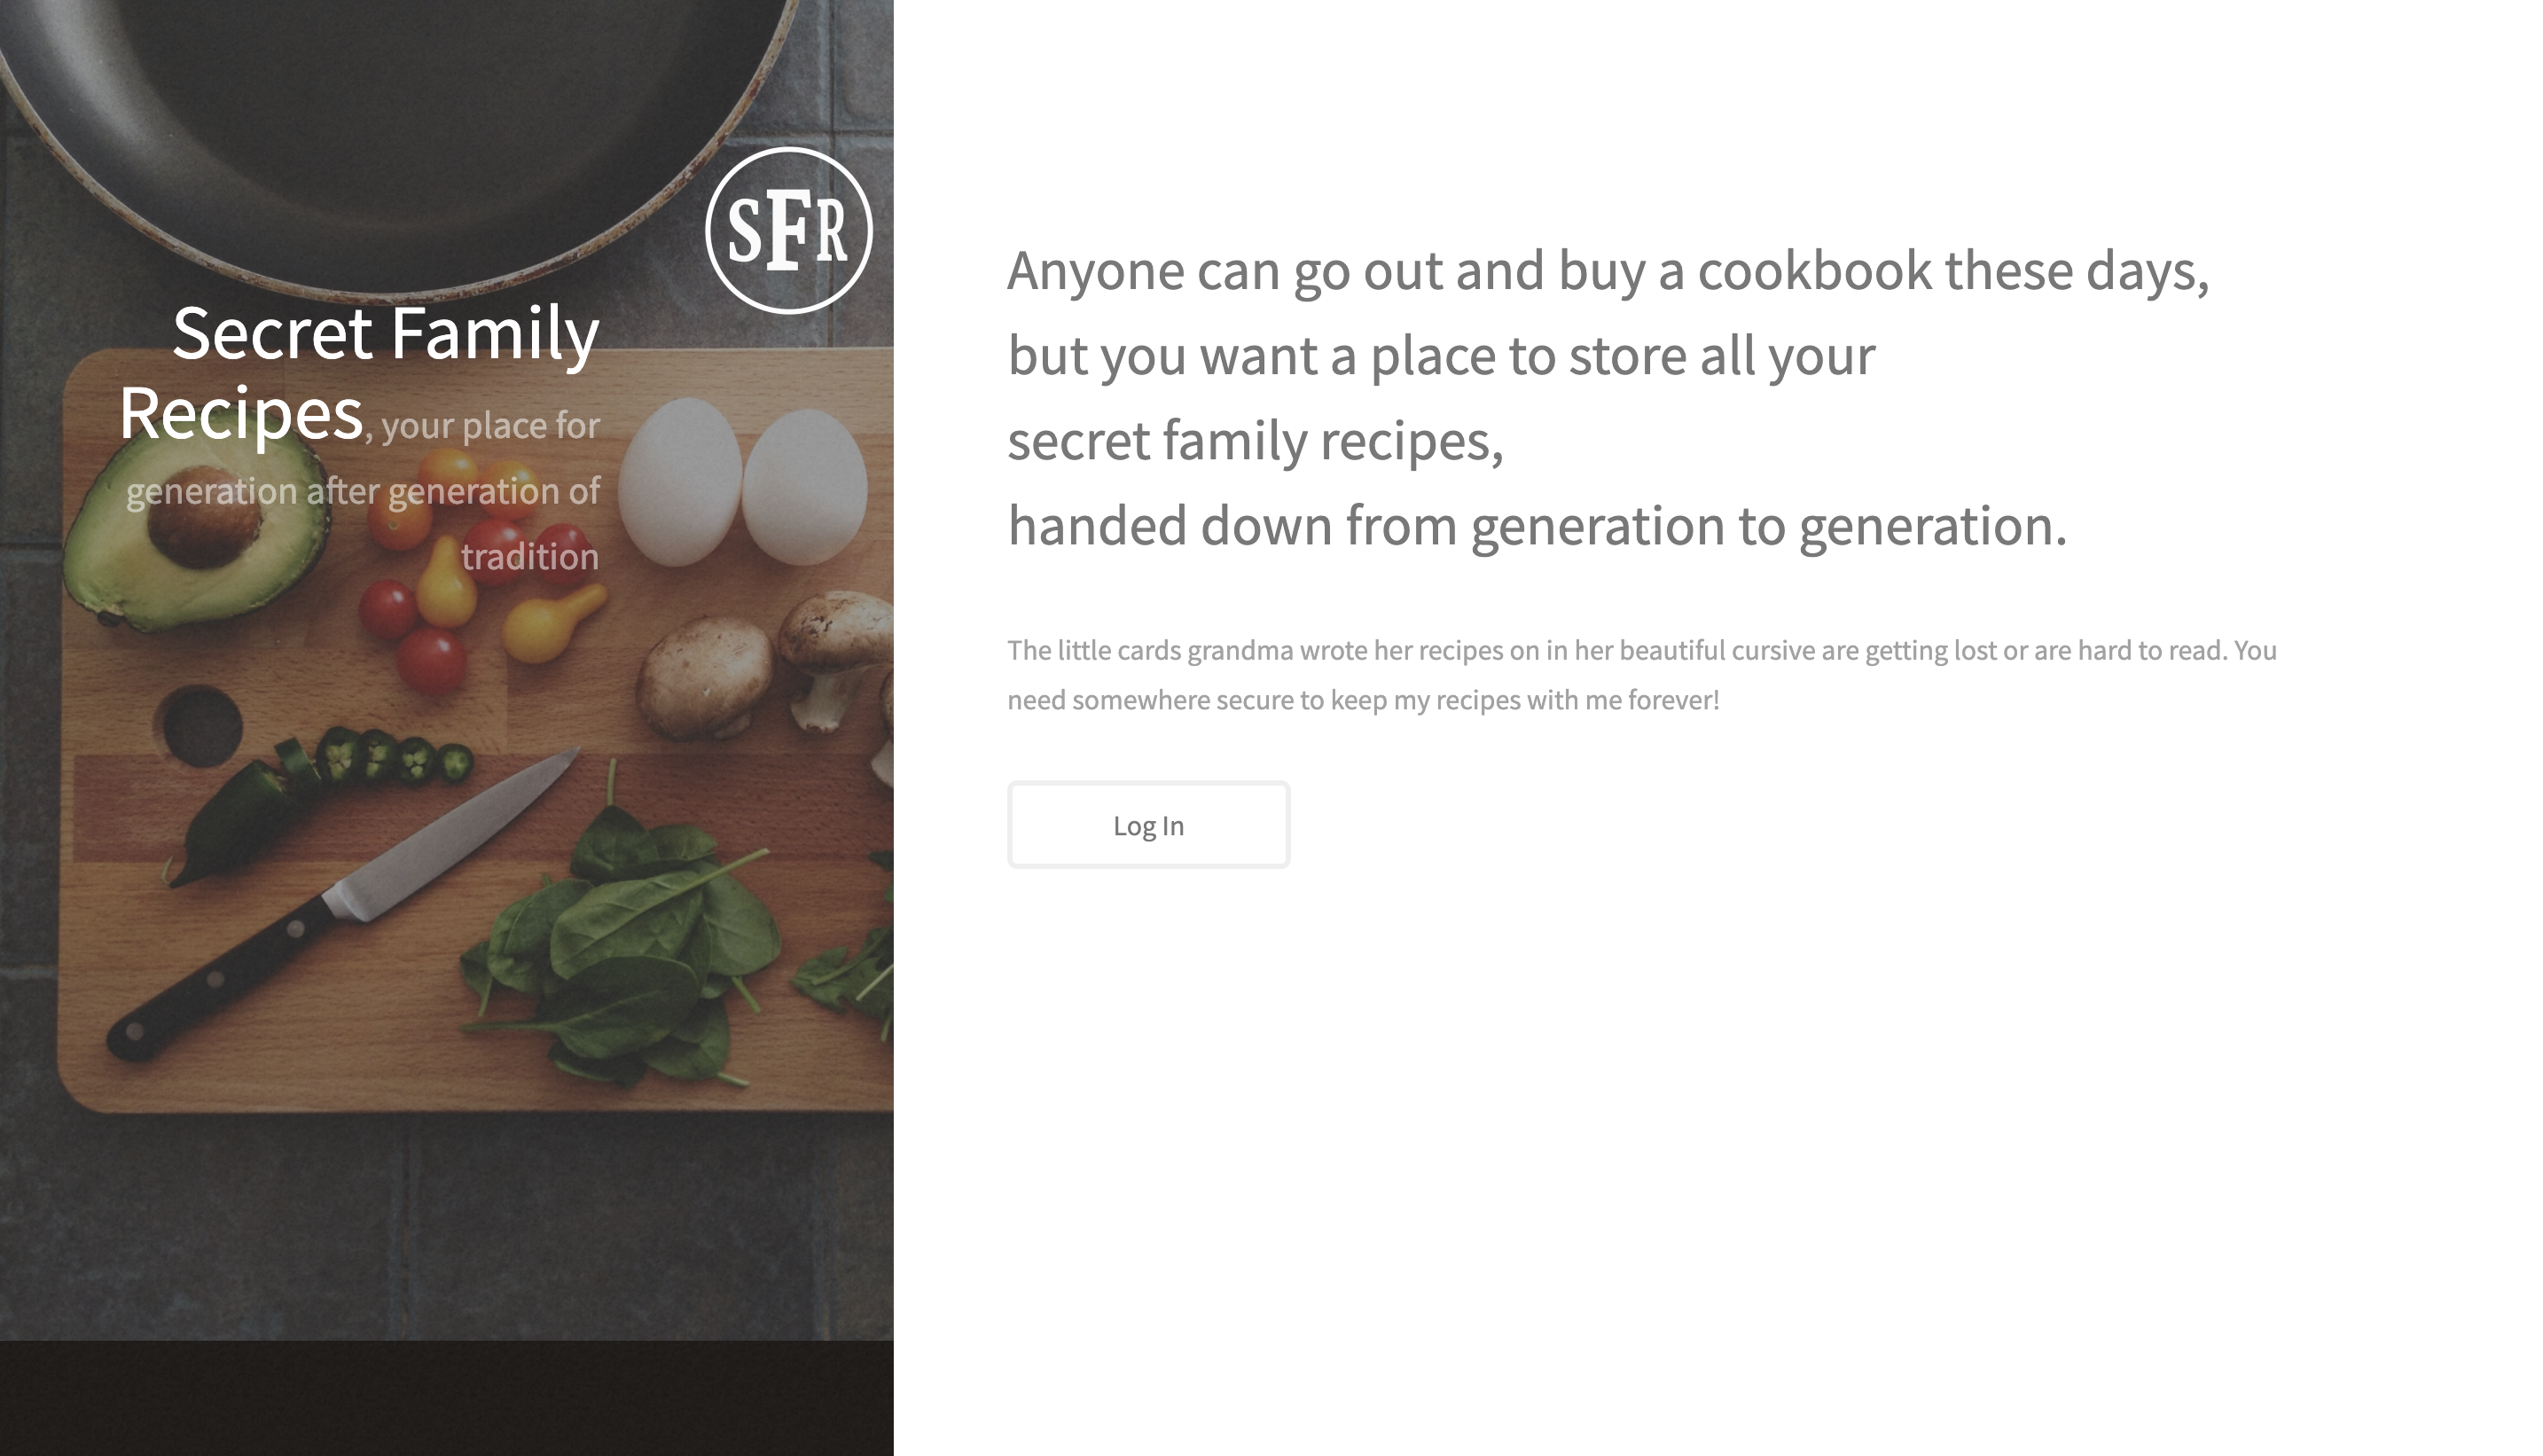 SFR
Secret Family
Recipes, your place for
generation after generation of
tradition
Anyone can go out and buy a cookbook these days,
but you want a place to store all your
secret family recipes,
handed down from generation to generation.
The little cards grandma wrote her recipes on in her beautiful cursive are getting lost or are hard to read. You
need somewhere secure to keep my recipes with me forever!
Log In